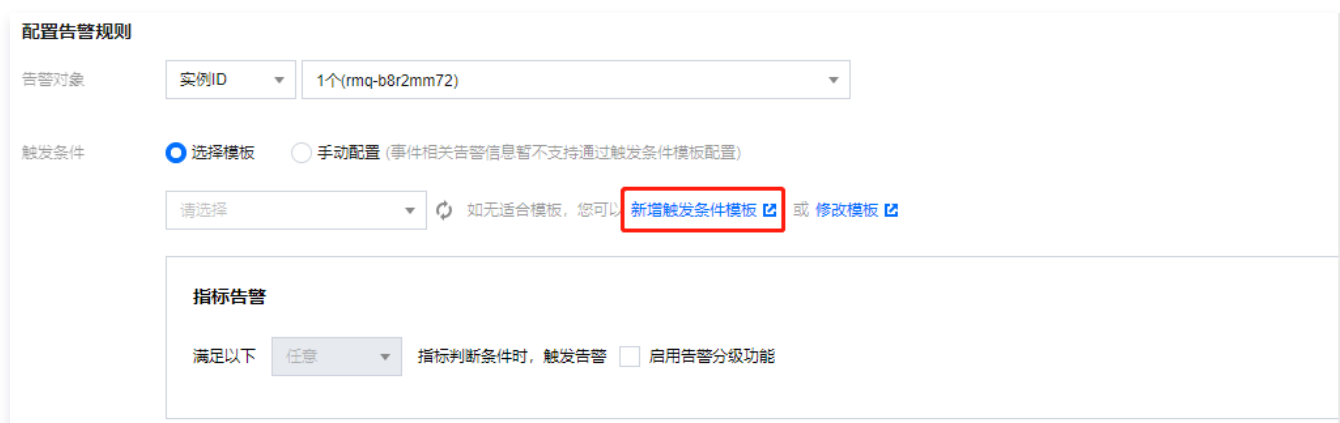 配置告警规则
告警对象 实例ID 1个(rmq-b8r2mm72)
触发条件 选择模板 手动配置 (事件相关告警信息暂不支持通过触发条件模板配置)
请选择 如无适合模板，您可以 新增触发条件模板 或 修改模板
指标告警
满足以下 任意 指标判断条件时，触发告警 启用告警分级功能